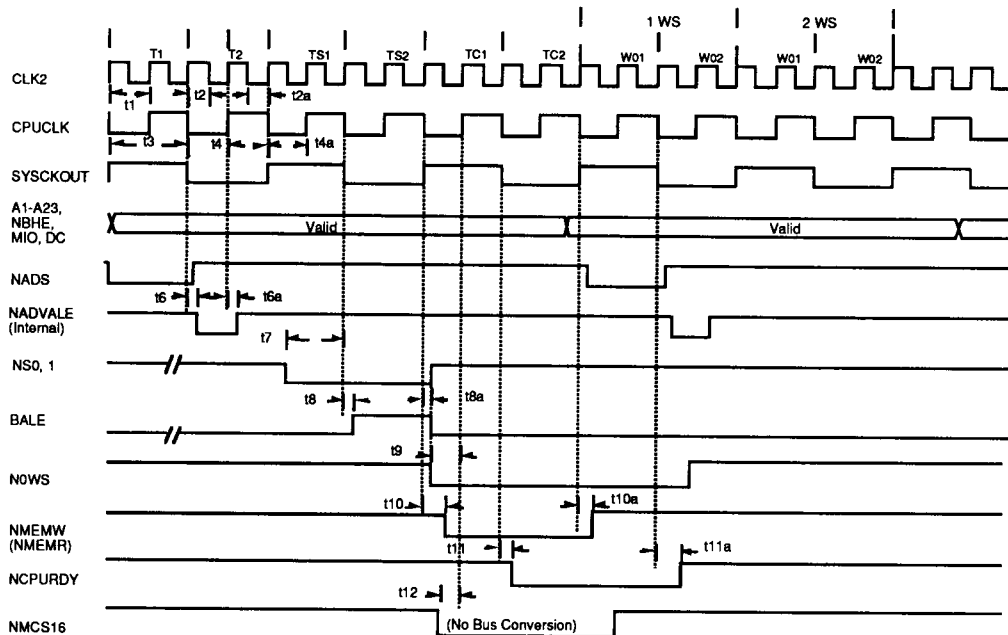 1 WS 2 WS
T1 T2 TS1 TS2 TC1 TC2 W01 W02 W01 W02
CLK2
t1 t2 t2a
CPUCLK
t3 t4 t4a
SYSCKOUT
A1-A23,
NBHE,
MIO, DC
Valid Valid
NADS
t6 t6a
NADVALE
(Internal)
t7
NS0, 1
t8 t8a
BALE
t9
N0WS
t10 t10a
NMEMW
(NMEMR)
t11 t11a
NCPURDY
t12
NMCS16
(No Bus Conversion)